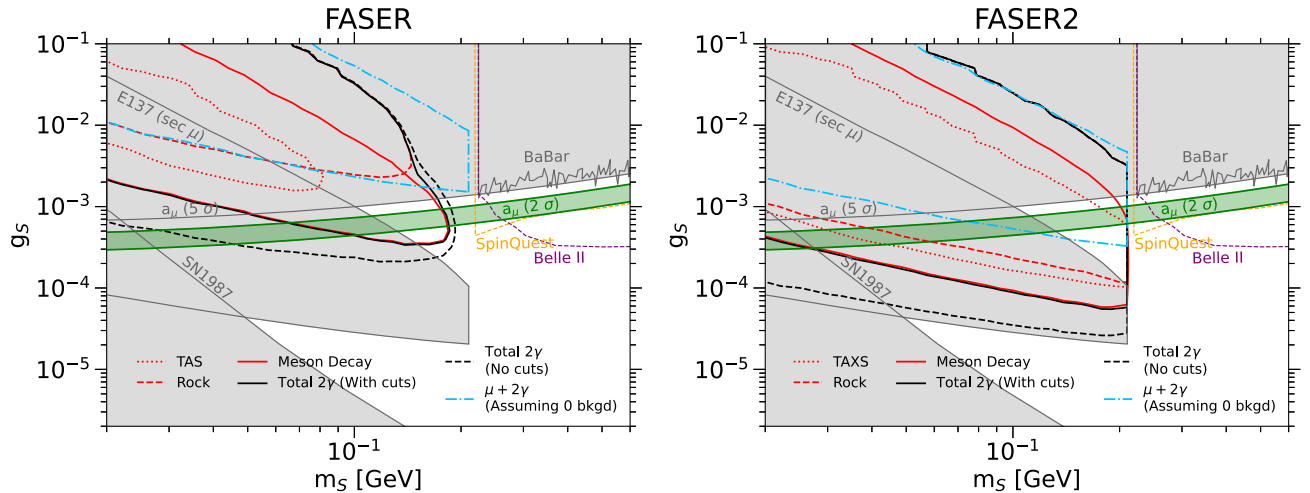 FASER
g_S
10^{-1}
10^{-2}
10^{-3}
10^{-4}
10^{-5}
E137 (sec μ)
BaBar
a_μ (5 σ)
a_μ (2 σ)
SpinQuest
Belle II
SN1987
TAS
Rock
Meson Decay
Total 2γ (With cuts)
Total 2γ
(No cuts)
μ + 2γ
(Assuming 0 bkgd)
10^{-1}
m_S [GeV]
FASER2
g_S
10^{-1}
10^{-2}
10^{-3}
10^{-4}
10^{-5}
E137 (sec μ)
BaBar
a_μ (5 σ)
a_μ (2 σ)
SpinQuest
Belle II
SN1987
TAXS
Rock
Meson Decay
Total 2γ (With cuts)
Total 2γ
(No cuts)
μ + 2γ
(Assuming 0 bkgd)
10^{-1}
m_S [GeV]